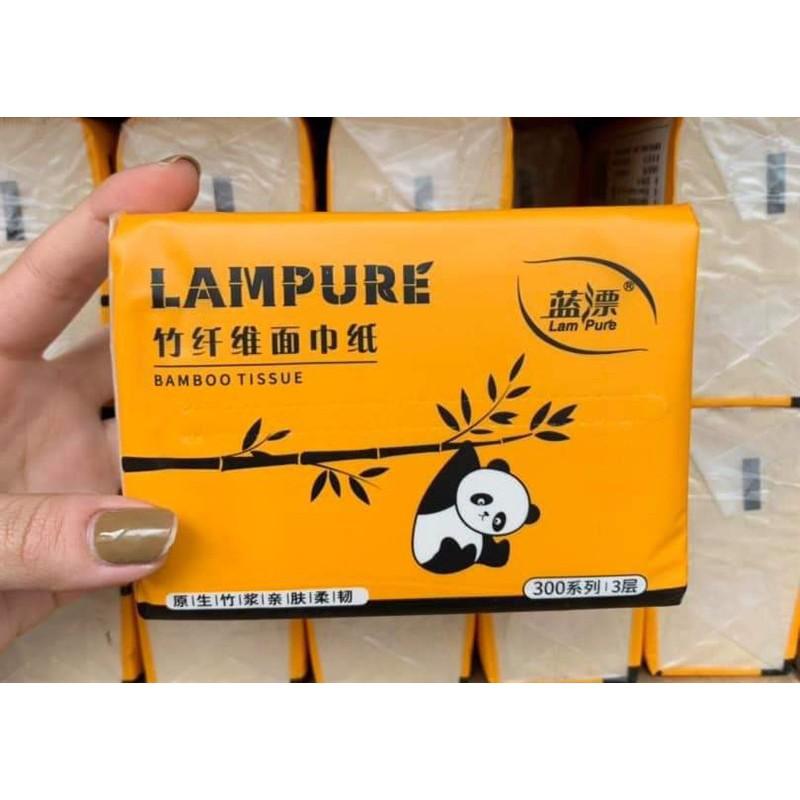 LAMPURE
竹纤维面巾纸
BAMBOO TISSUE
蓝漂®
Lam Pure
原|生|竹|浆|亲|肤|柔|韧
300系列|3层